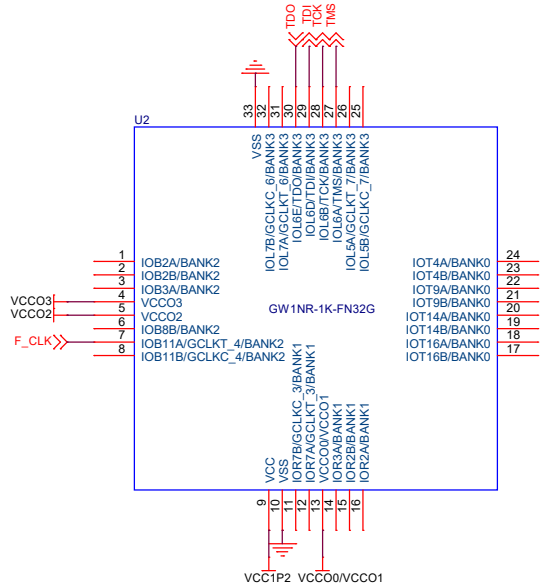 TDO
TDI
TCK
TMS
33
32
31
30
29
28
27
26
25
U2
VSS
IOL7B/GCLKC_6/BANK3
IOL7A/GCLKT_6/BANK3
IOL6E/TDO/BANK3
IOL6D/TDI/BANK3
IOL6B/TCK/BANK3
IOL6A/TMS/BANK3
IOL5A/GCLKT_7/BANK3
IOL5B/GCLKC_7/BANK3
1 IOB2A/BANK2
2 IOB2B/BANK2
3 IOB3A/BANK2
VCCO3 4 VCCO3
VCCO2 5 VCCO2
6 IOB8B/BANK2
F_CLK 7 IOB11A/GCLKT_4/BANK2
8 IOB11B/GCLKC_4/BANK2
GW1NR-1K-FN32G
IOT4A/BANK0 24
IOT4B/BANK0 23
IOT9A/BANK0 22
IOT9B/BANK0 21
IOT14A/BANK0 20
IOT14B/BANK0 19
IOT16A/BANK0 18
IOT16B/BANK0 17
VCC
VSS
IOR7B/GCLKC_3/BANK1
IOR7A/GCLKT_3/BANK1
VCCO0/VCCO1
IOR3A/BANK1
IOR2B/BANK1
IOR2A/BANK1
9
10
11
12
13
14
15
16
VCC1P2
VCCO0/VCCO1